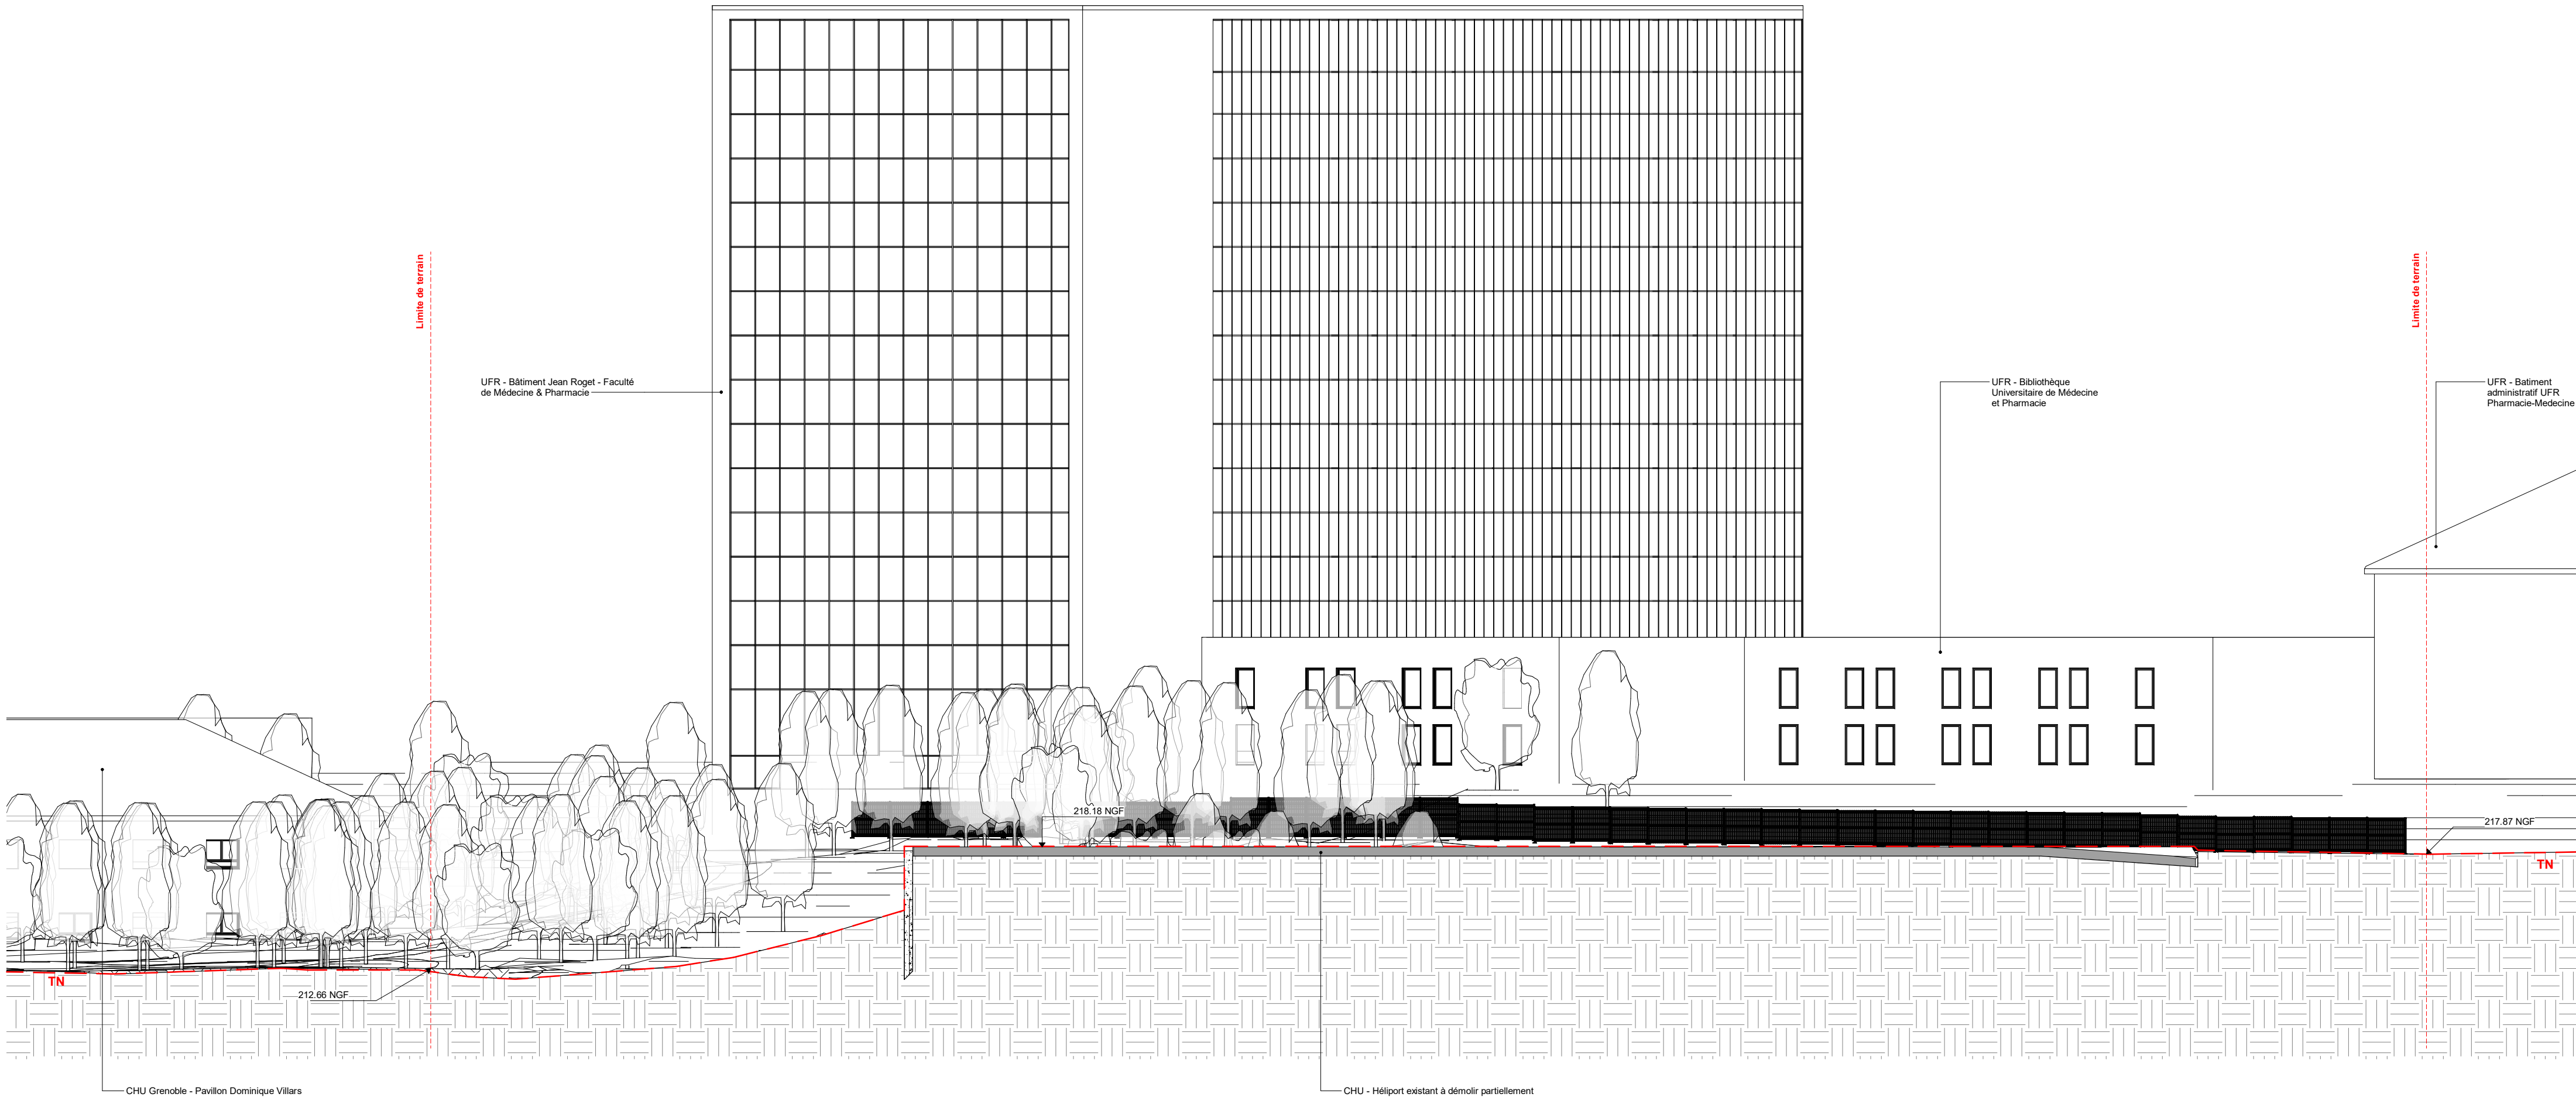 Limite de terrain
Limite de terrain
UFR - Bâtiment Jean Roget - Faculté
de Médecine & Pharmacie
UFR - Bibliothèque
Universitaire de Médecine
et Pharmacie
UFR - Batiment
administratif UFR
Pharmacie-Medecine
218.18 NGF
217.87 NGF
TN
TN
212.66 NGF
CHU Grenoble - Pavillon Dominique Villars
CHU - Héliport existant à démolir partiellement